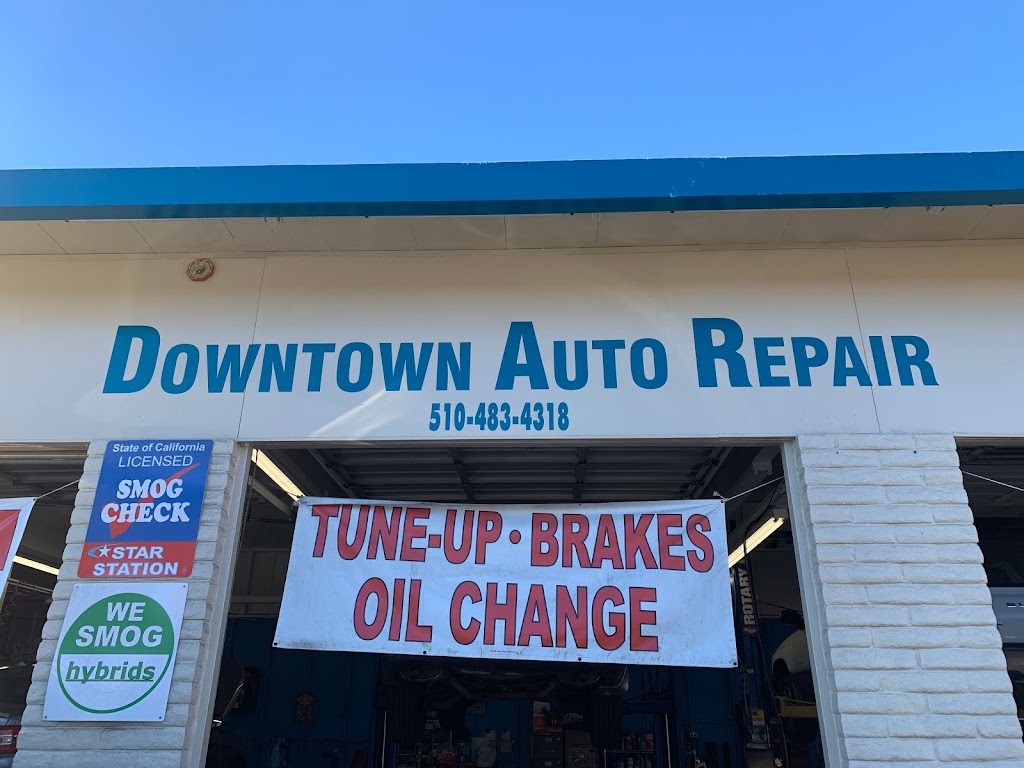 DOWNTOWN AUTO REPAIR
510-483-4318
State of California
LICENSED
SMOG
CHECK
STAR
STATION
WE
SMOG
hybrids
TUNE-UP • BRAKES
OIL CHANGE
ROTARY